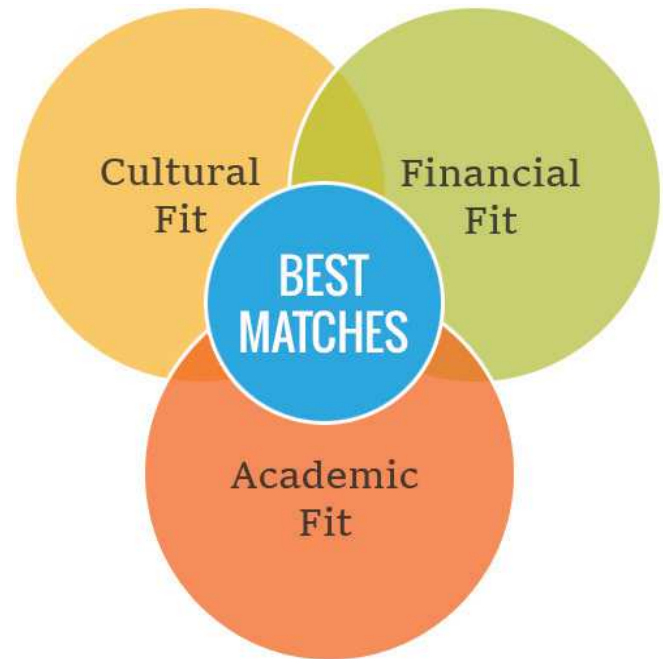 Cultural
Fit
Financial
Fit
BEST
MATCHES
Academic
Fit